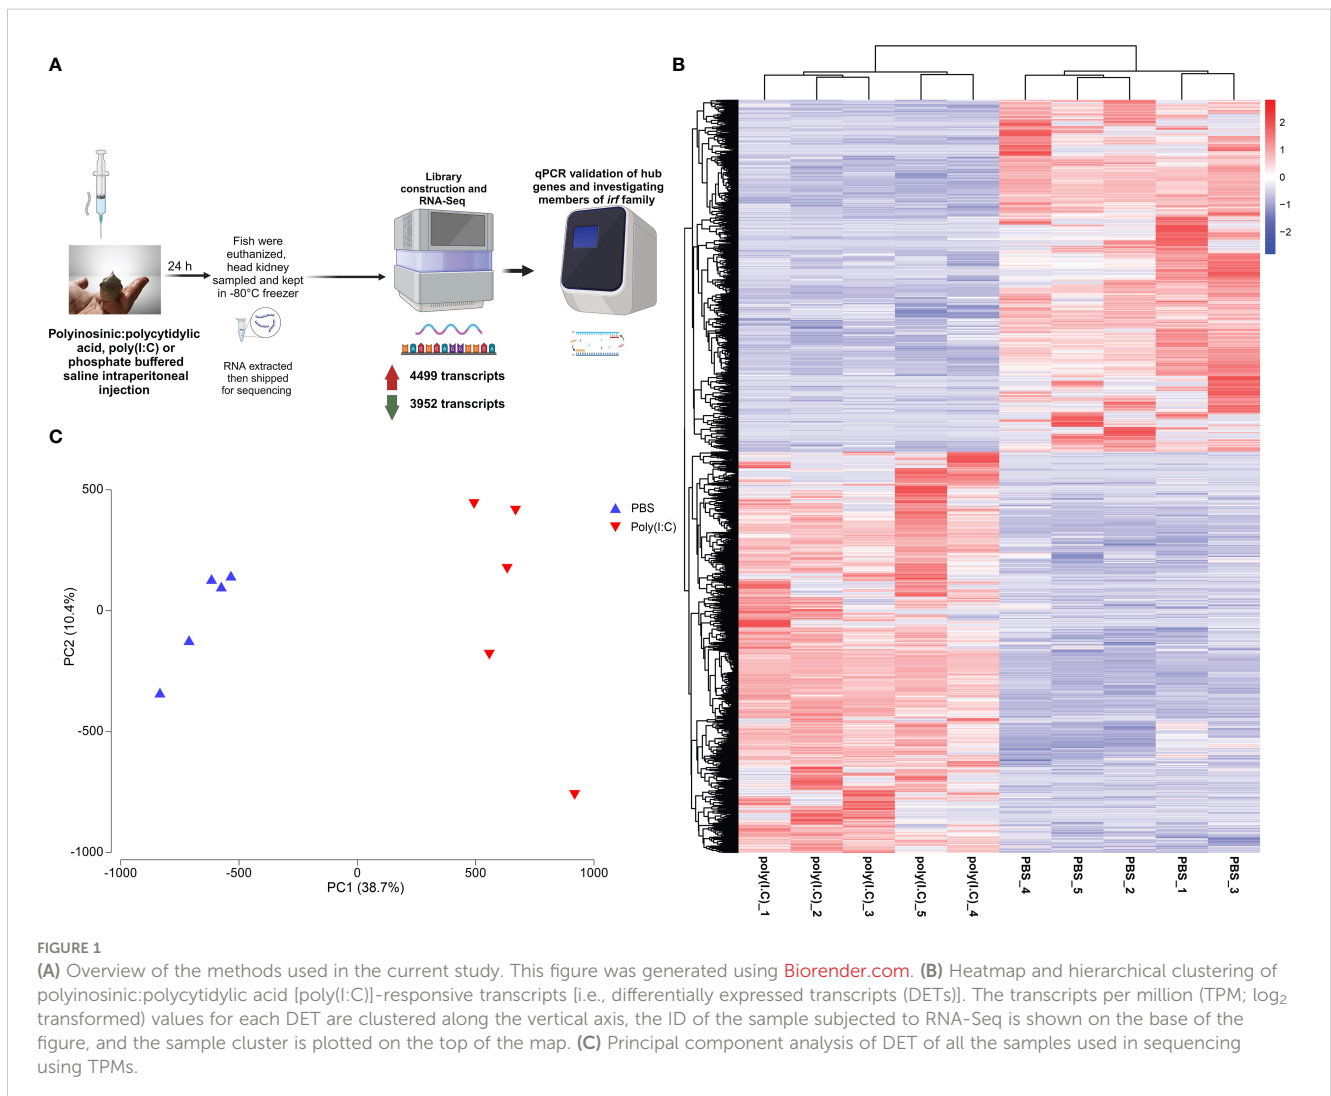 A
24 h
Polyinosinic:polycytidylic
acid, poly(I:C) or
phosphate buffered
saline intraperitoneal
injection
Fish were
euthanized,
head kidney
sampled and kept
in -80°C freezer
RNA extracted
then shipped
for sequencing
Library
construction and
RNA-Seq
4499 transcripts
3952 transcripts
qPCR validation of hub
genes and investigating
members of irf family
B
2
1
0
−1
−2
poly(I.C)_1
poly(I.C)_2
poly(I.C)_3
poly(I.C)_5
poly(I.C)_4
PBS_4
PBS_5
PBS_2
PBS_1
PBS_3
C
PC2 (10.4%)
500
0
-500
-1000
-1000
-500
0
500
1000
PC1 (38.7%)
PBS
Poly(I:C)
FIGURE 1
(A) Overview of the methods used in the current study. This figure was generated using Biorender.com. (B) Heatmap and hierarchical clustering of
polyinosinic:polycytidylic acid [poly(I:C)]-responsive transcripts [i.e., differentially expressed transcripts (DETs)]. The transcripts per million (TPM; log₂
transformed) values for each DET are clustered along the vertical axis, the ID of the sample subjected to RNA-Seq is shown on the base of the
figure, and the sample cluster is plotted on the top of the map. (C) Principal component analysis of DET of all the samples used in sequencing
using TPMs.